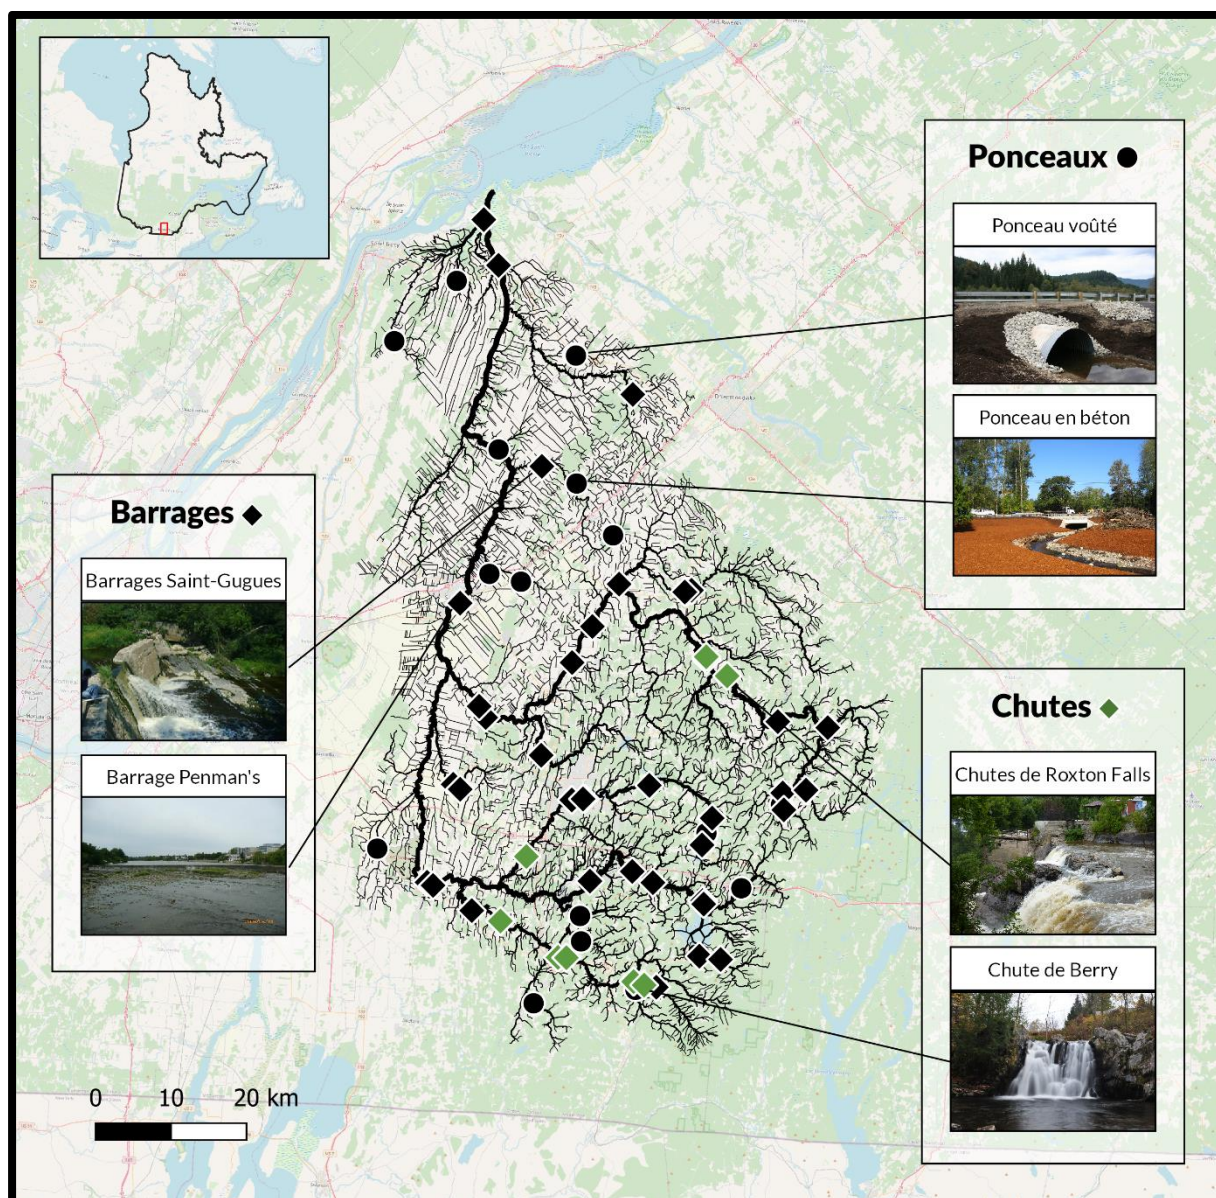 Ponceaux
Ponceau voûté
Ponceau en béton
Barrages
Barrages Saint-Gugues
Barrage Penman's
Chutes
Chutes de Roxton Falls
Chute de Berry
0 10 20 km